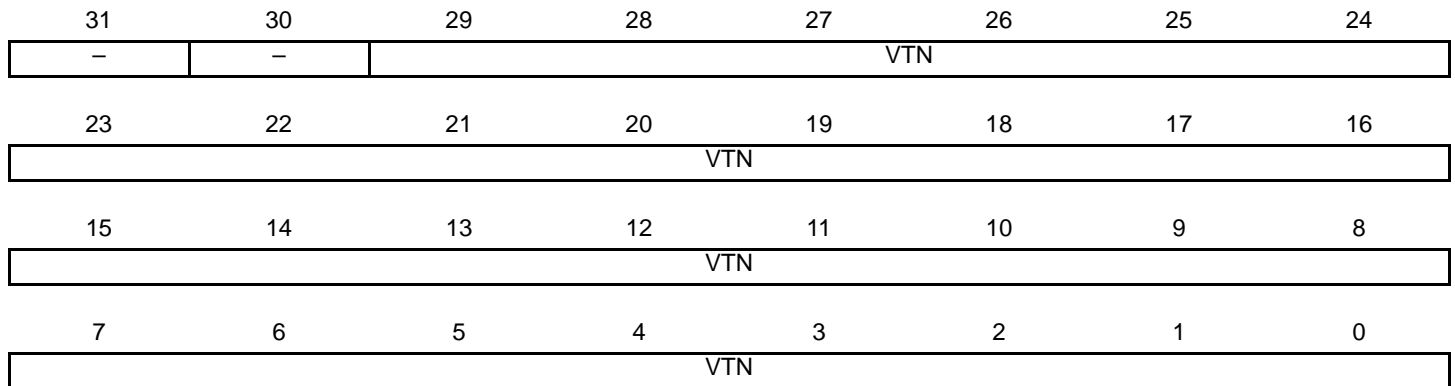 31 30 29 28 27 26 25 24
– – VTN
23 22 21 20 19 18 17 16
VTN
15 14 13 12 11 10 9 8
VTN
7 6 5 4 3 2 1 0
VTN